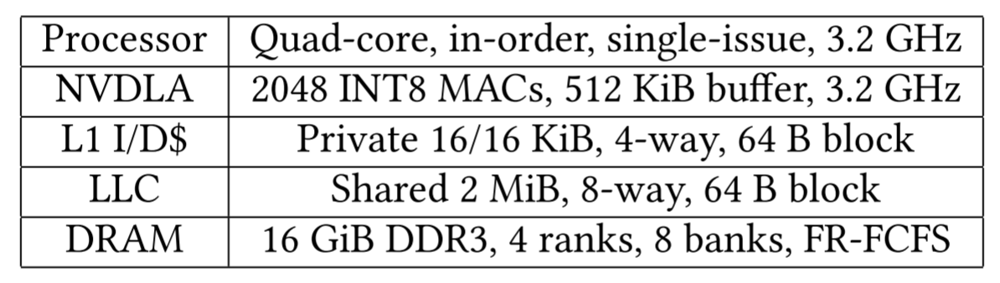 Processor Quad-core, in-order, single-issue, 3.2 GHz
NVDLA 2048 INT8 MACs, 512 KiB buffer, 3.2 GHz
L1 I/D$ Private 16/16 KiB, 4-way, 64 B block
LLC Shared 2 MiB, 8-way, 64 B block
DRAM 16 GiB DDR3, 4 ranks, 8 banks, FR-FCFS